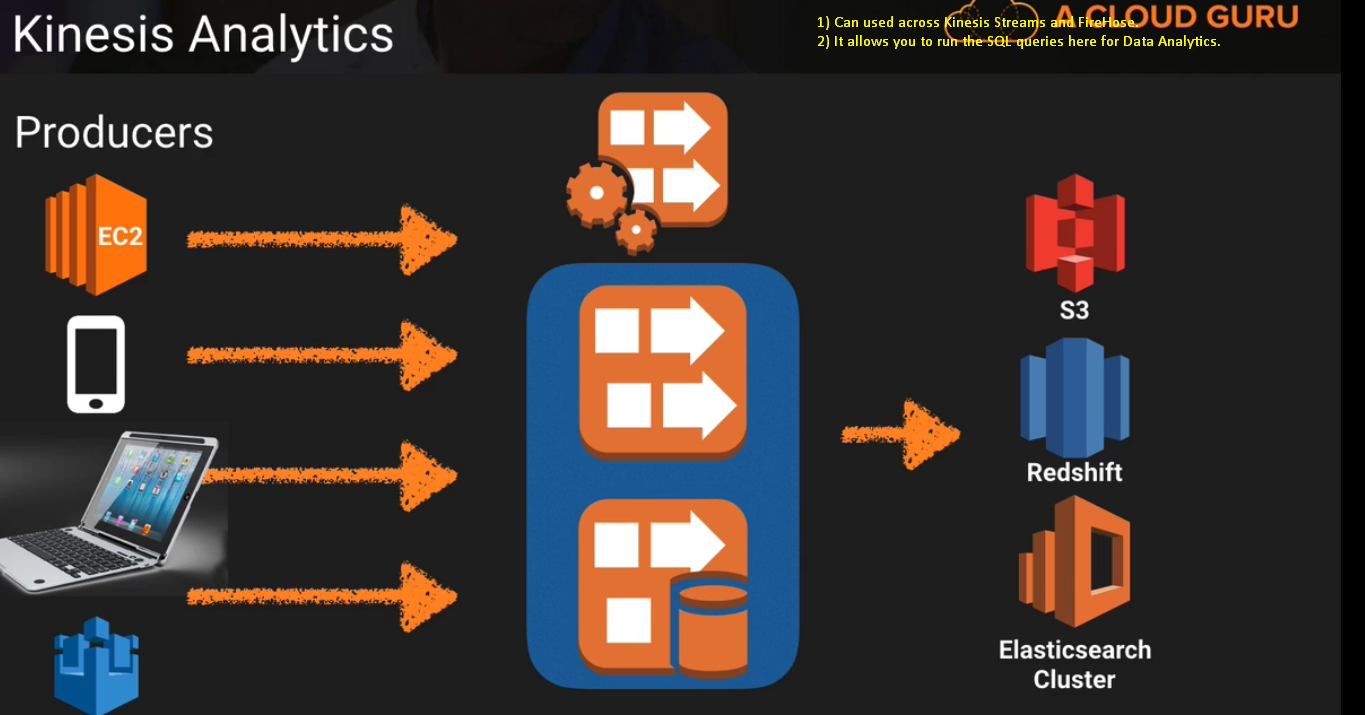 Kinesis Analytics
A CLOUD GURU
1) Can used across Kinesis Streams and FireHose.
2) It allows you to run the SQL queries here for Data Analytics.
Producers
EC2
S3
Redshift
Elasticsearch
Cluster